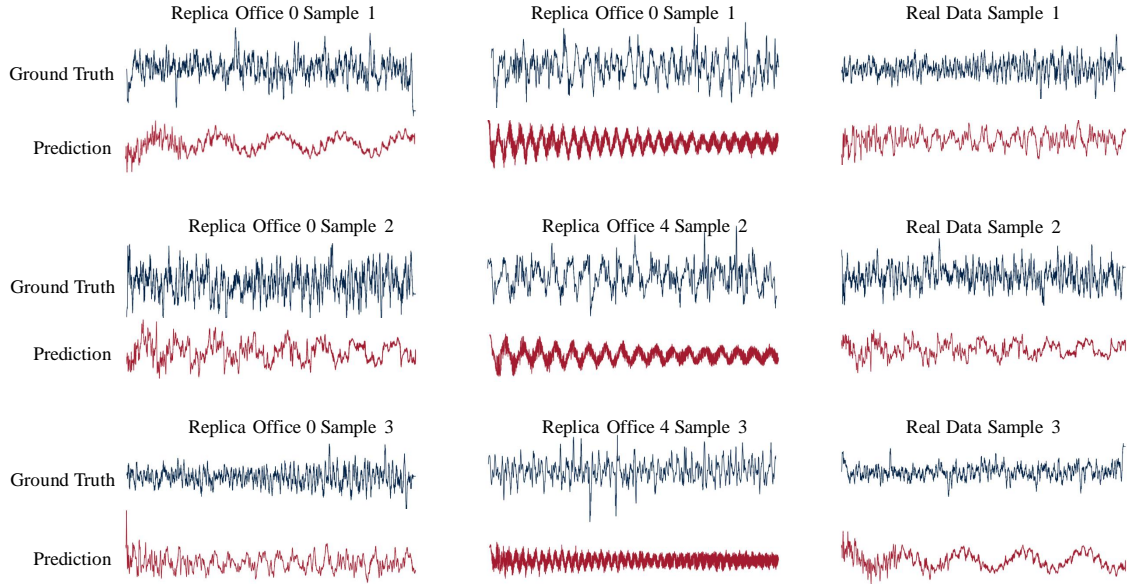 Replica Office 0 Sample 1
Replica Office 0 Sample 1
Real Data Sample 1
Ground Truth
Prediction
Replica Office 0 Sample 2
Replica Office 4 Sample 2
Real Data Sample 2
Ground Truth
Prediction
Replica Office 0 Sample 3
Replica Office 4 Sample 3
Real Data Sample 3
Ground Truth
Prediction